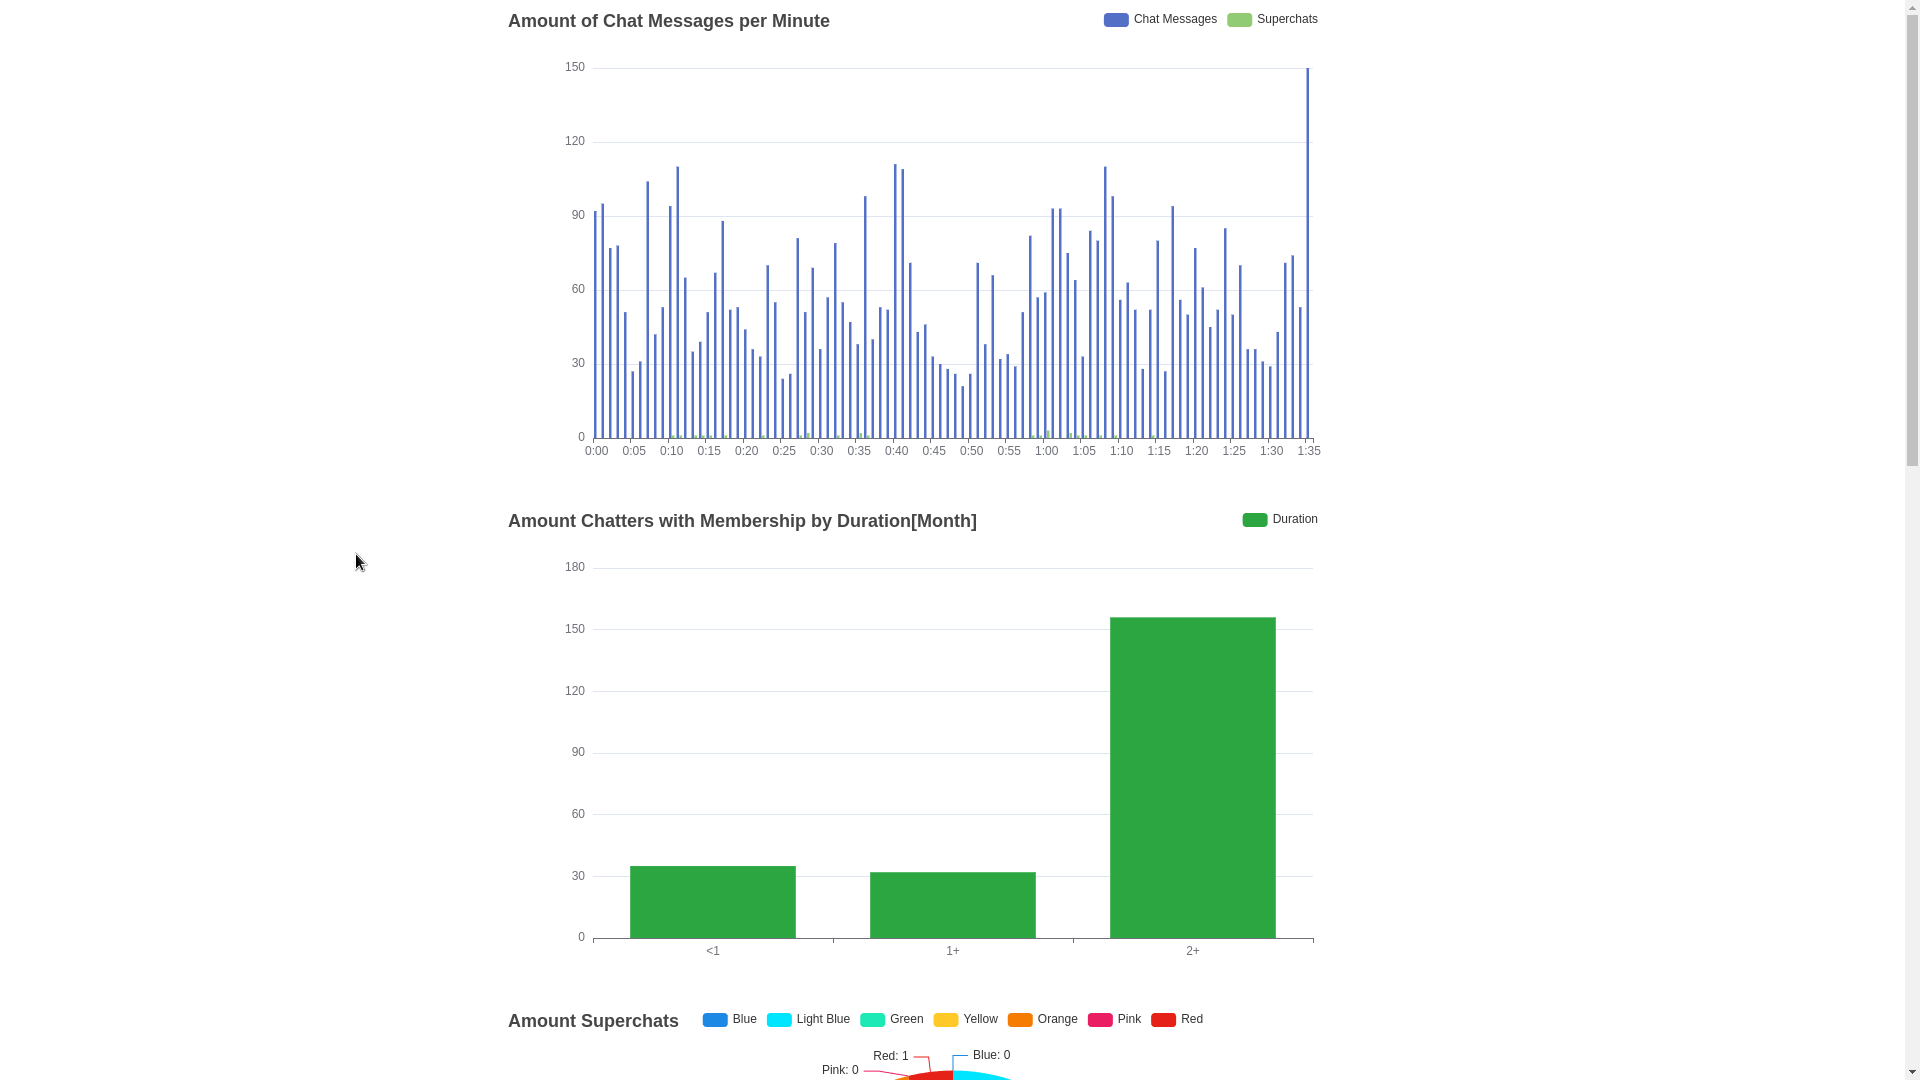 Amount of Chat Messages per Minute
Chat Messages Superchats
150
120
90
60
30
0
0:00 0:05 0:10 0:15 0:20 0:25 0:30 0:35 0:40 0:45 0:50 0:55 1:00 1:05 1:10 1:15 1:20 1:25 1:30 1:35
Amount Chatters with Membership by Duration[Month]
Duration
180
150
120
90
60
30
0
<1 1+ 2+
Amount Superchats
Blue Light Blue Green Yellow Orange Pink Red
Red: 1 Blue: 0
Pink: 0